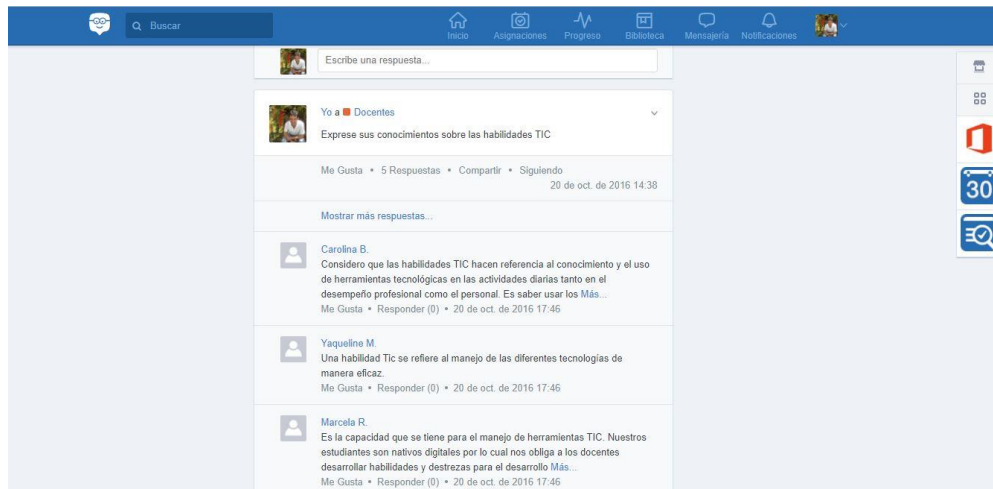 Buscar
Inicio
Asignaciones
Progreso
Biblioteca
Mensajería
Notificaciones
Escribe una respuesta...
Yo a Docentes
Exprese sus conocimientos sobre las habilidades TIC
Me Gusta • 5 Respuestas • Compartir • Siguiendo
20 de oct. de 2016 14:38
Mostrar más respuestas...
Carolina B.
Considero que las habilidades TIC hacen referencia al conocimiento y el uso
de herramientas tecnológicas en las actividades diarias tanto en el
desempeño profesional como el personal. Es saber usar los Más...
Me Gusta • Responder (0) • 20 de oct. de 2016 17:46
Yaqueline M.
Una habilidad Tic se refiere al manejo de las diferentes tecnologías de
manera eficaz.
Me Gusta • Responder (0) • 20 de oct. de 2016 17:46
Marcela R.
Es la capacidad que se tiene para el manejo de herramientas TIC. Nuestros
estudiantes son nativos digitales por lo cual nos obliga a los docentes
desarrollar habilidades y destrezas para el desarrollo Más...
Me Gusta • Responder (0) • 20 de oct. de 2016 17:46
30